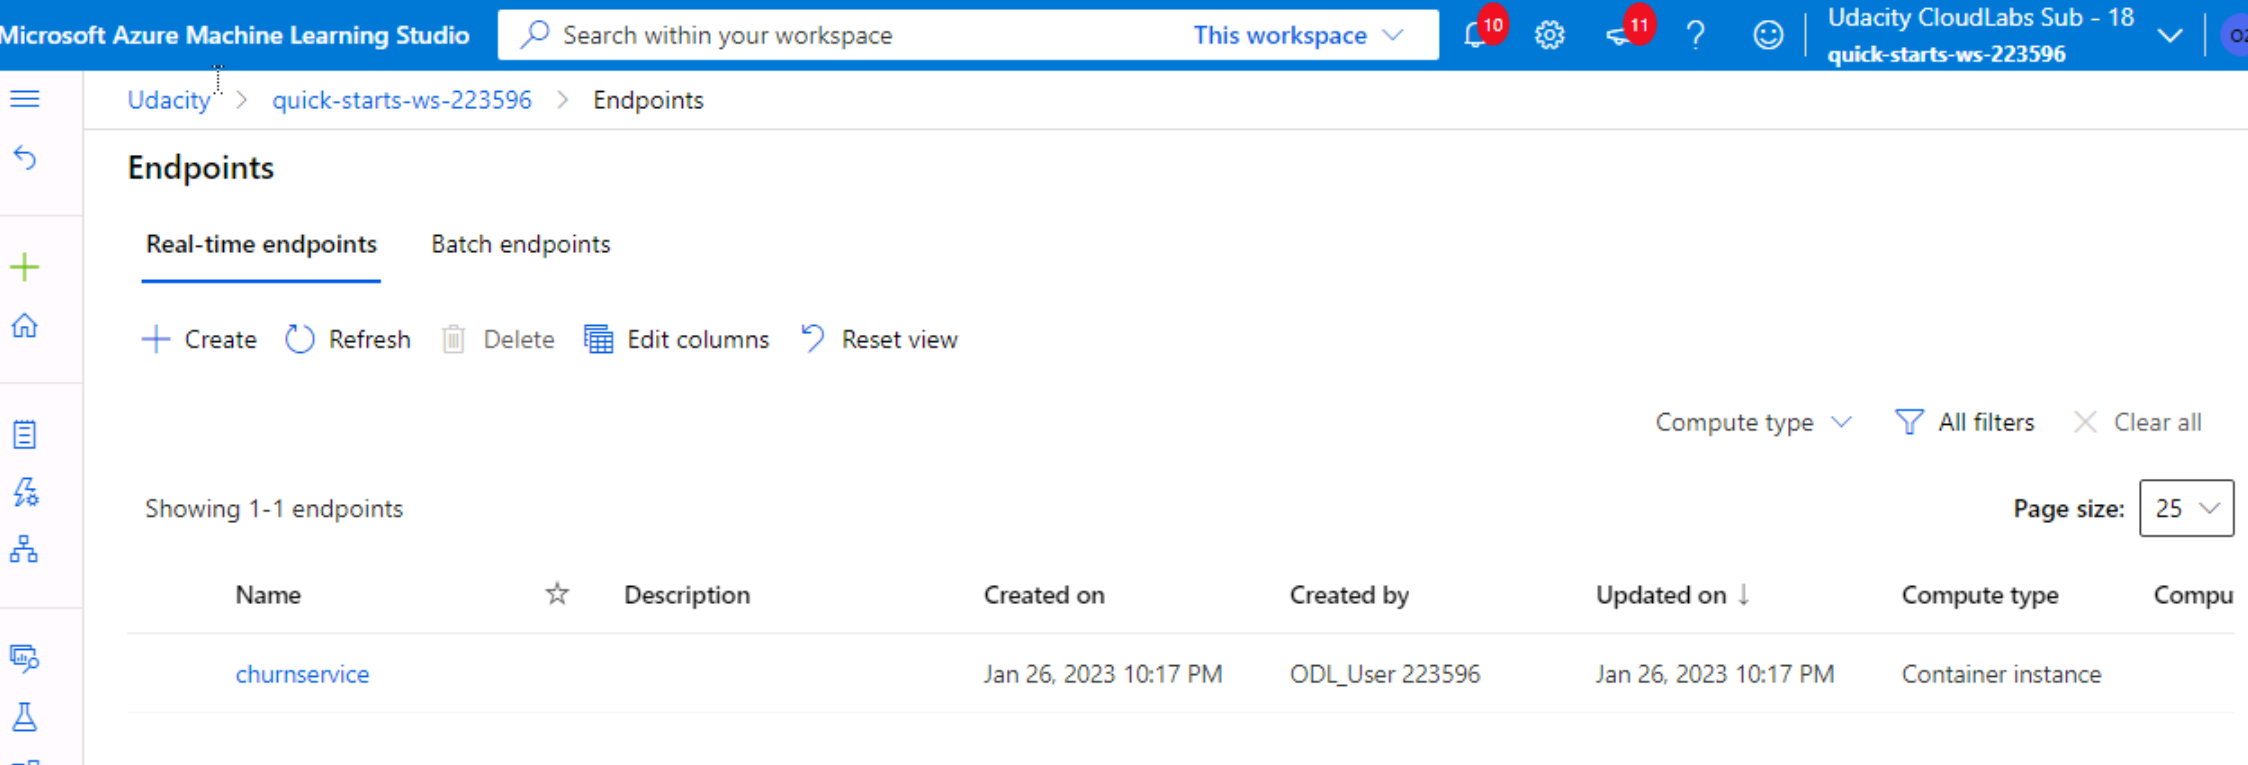 Microsoft Azure Machine Learning Studio
Search within your workspace
This workspace
10
11
?
Udacity CloudLabs Sub - 18
quick-starts-ws-223596
Udacity > quick-starts-ws-223596 > Endpoints
Endpoints
Real-time endpoints
Batch endpoints
Create
Refresh
Delete
Edit columns
Reset view
Compute type
All filters
Clear all
Showing 1-1 endpoints
Page size:
25
Name
Description
Created on
Created by
Updated on ↓
Compute type
Compu
churnservice
Jan 26, 2023 10:17 PM
ODL_User 223596
Jan 26, 2023 10:17 PM
Container instance